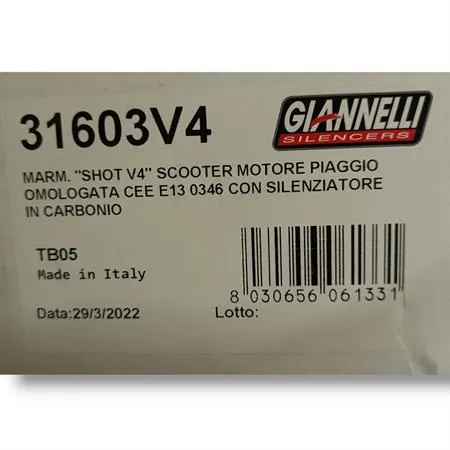 31603V4
GIANNELLI
SILENCERS
MARM. "SHOT V4" SCOOTER MOTORE PIAGGIO
OMOLOGATA CEE E13 0346 CON SILENZIATORE
IN CARBONIO
TB05
Made in Italy
8 030656 061331
Data:29/3/2022
Lotto: